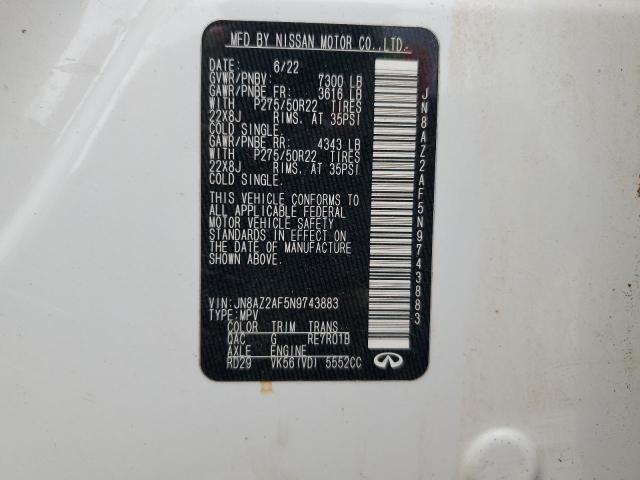 MFD BY NISSAN MOTOR CO.,LTD.
DATE: 6/22
GVWR/PNBV: 7300 LB
GAWR/PNBE FR: 3616 LB
WITH P275/50R22 TIRES
22X8J RIMS. AT 35PSI
COLD SINGLE.
GAWR/PNBE RR: 4343 LB
WITH P275/50R22 TIRES
22X8J RIMS. AT 35PSI
COLD SINGLE.
THIS VEHICLE CONFORMS TO
ALL APPLICABLE FEDERAL
MOTOR VEHICLE SAFETY
STANDARDS IN EFFECT ON
THE DATE OF MANUFACTURE
SHOWN ABOVE.
VIN: JN8AZ2AF5N9743883
TYPE: MPV
COLOR TRIM TRANS
QAC G RE7R01B
AXLE ENGINE
RD29 VK56(VD) 5552CC
JN8AZ2AF5N9743883